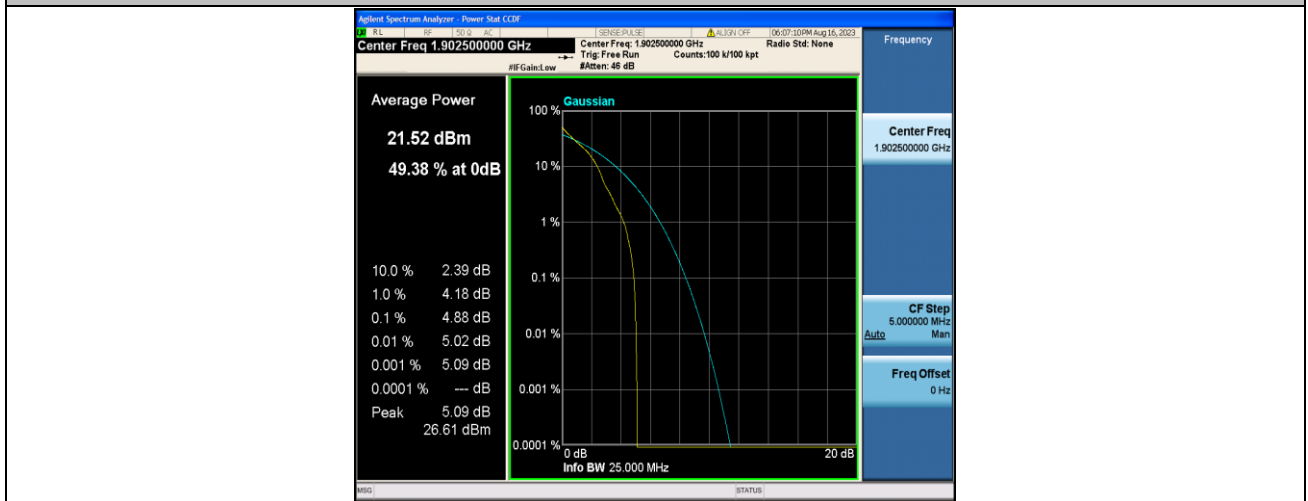 Agilent Spectrum Analyzer - Power Stat CCDF
LXI RL RF 50 Ω AC SENSE:PULSE ALIGN OFF 06:07:10PM Aug 16, 2023
Center Freq 1.902500000 GHz
Center Freq: 1.902500000 GHz Radio Std: None
Trig: Free Run Counts:100 k/100 kpt
#IFGain:Low #Atten: 46 dB
Average Power
21.52 dBm
49.38 % at 0dB
10.0 % 2.39 dB
1.0 % 4.18 dB
0.1 % 4.88 dB
0.01 % 5.02 dB
0.001 % 5.09 dB
0.0001 % --- dB
Peak 5.09 dB
26.61 dBm
Gaussian
100 %
10 %
1 %
0.1 %
0.01 %
0.001 %
0.0001 %
0 dB 20 dB
Info BW 25.000 MHz
Frequency
Center Freq
1.902500000 GHz
CF Step
5.000000 MHz
Auto Man
Freq Offset
0 Hz
MSG STATUS